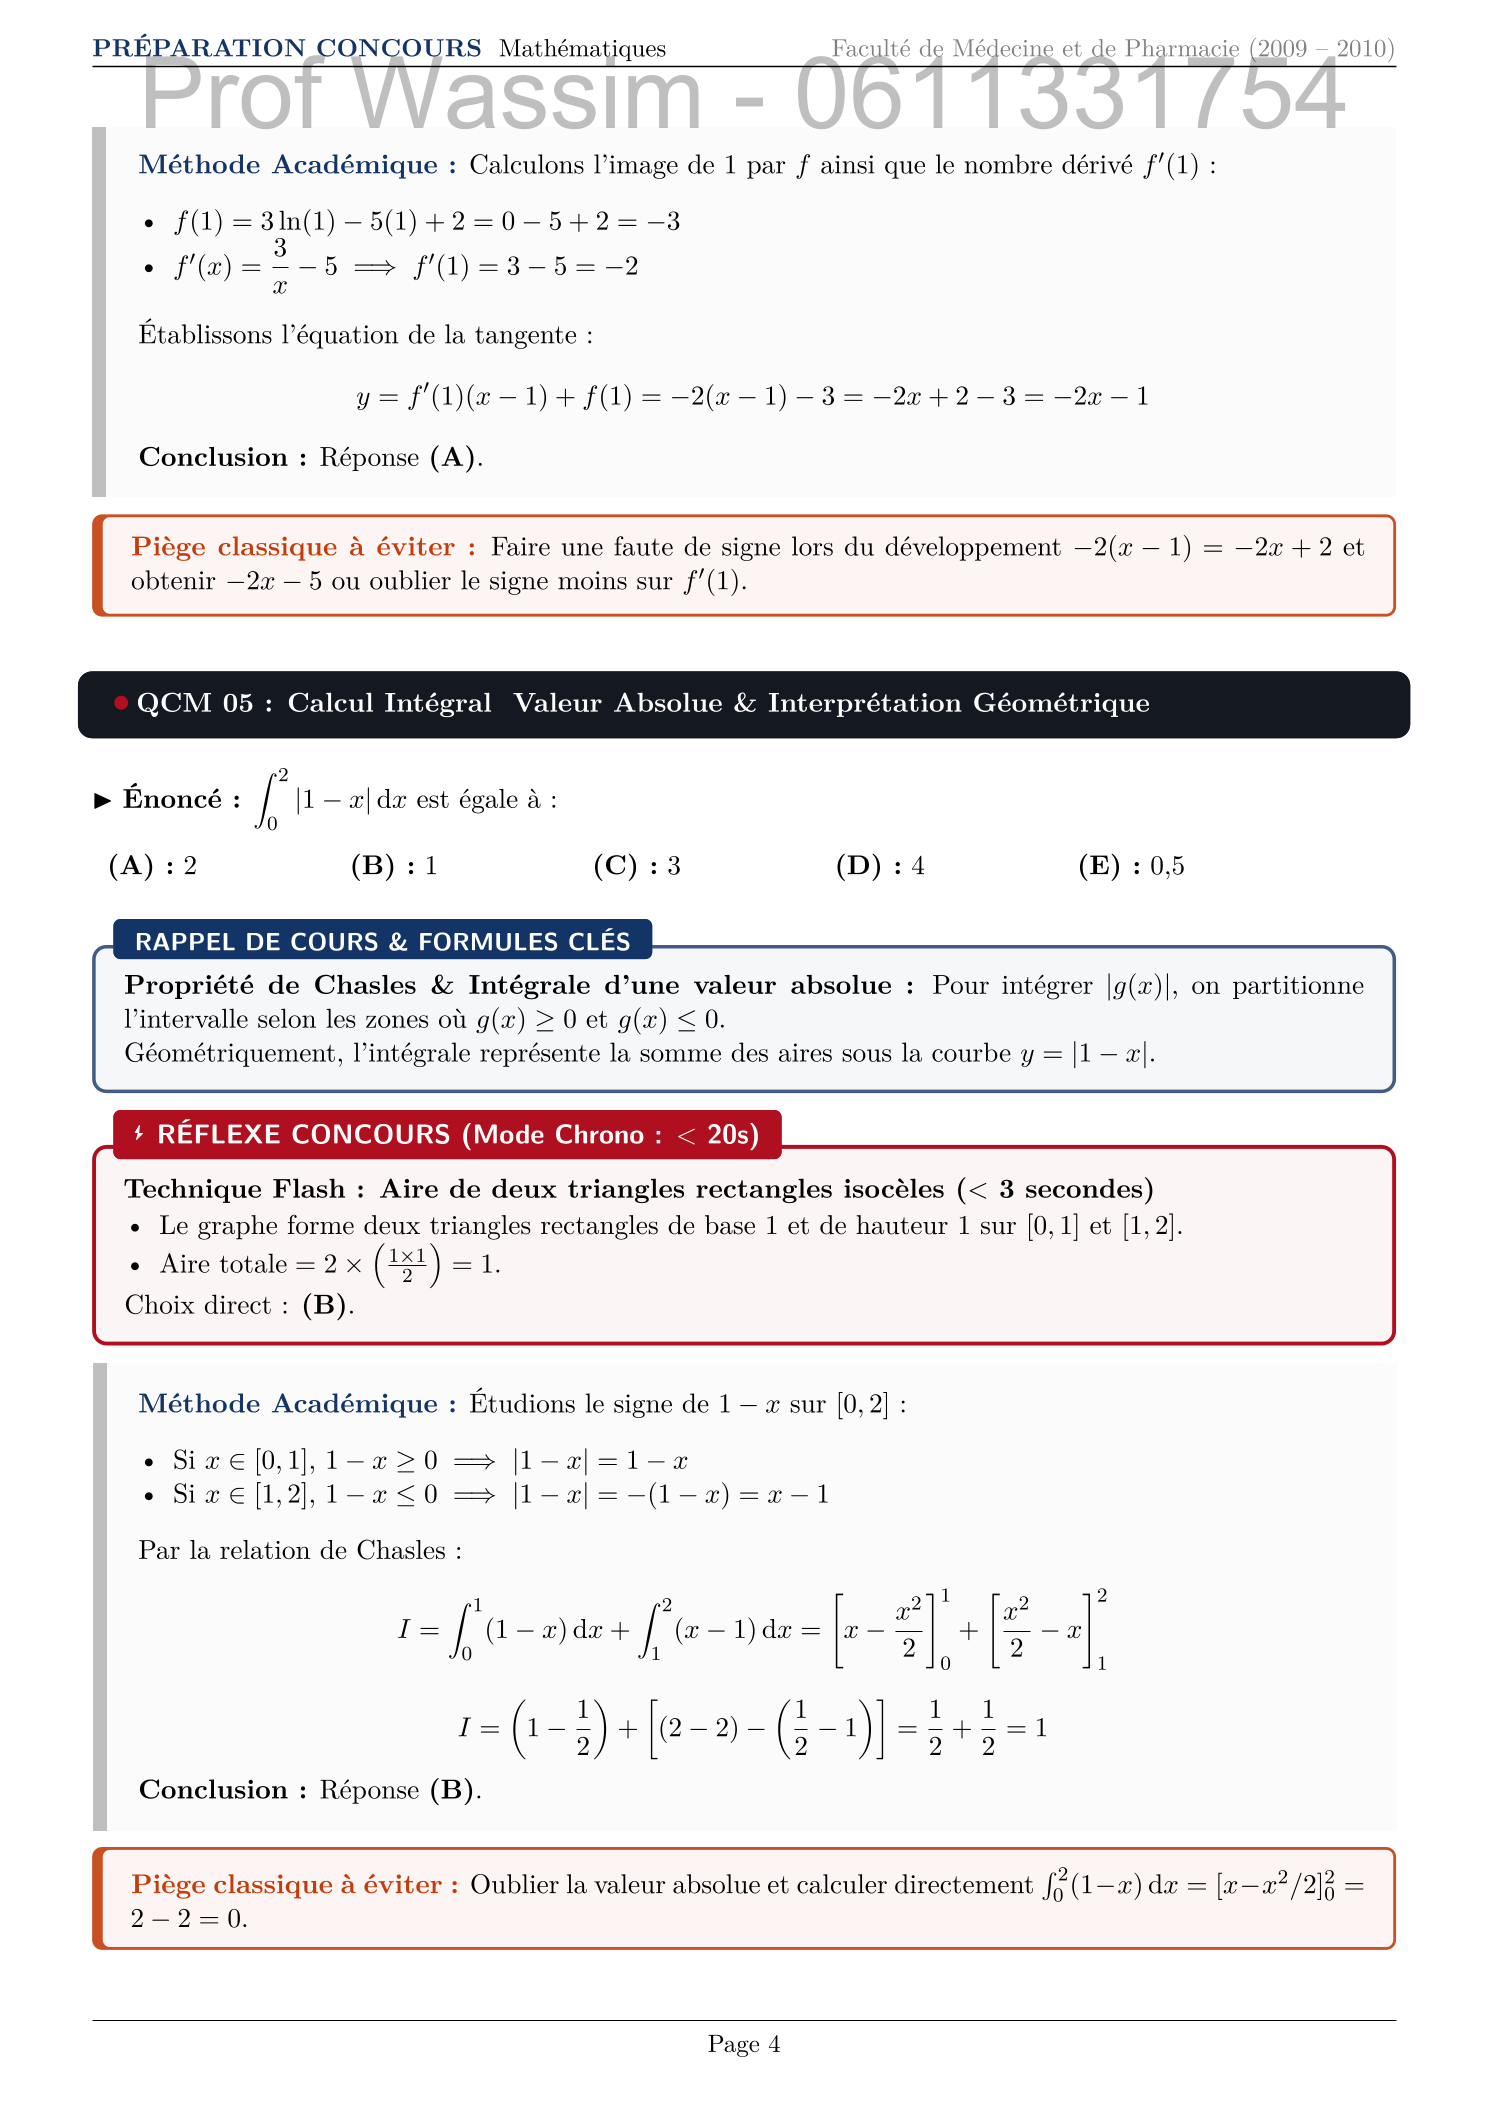 PRÉPARATION CONCOURS Mathématiques Faculté de Médecine et de Pharmacie (2009 – 2010)
Prof Wassim - 0611331754
Méthode Académique : Calculons l'image de 1 par f ainsi que le nombre dérivé f′(1) :
• f(1) = 3 ln(1) − 5(1) + 2 = 0 − 5 + 2 = −3
• f′(x) = 3/x − 5 ⟹ f′(1) = 3 − 5 = −2
Établissons l'équation de la tangente :
y = f′(1)(x − 1) + f(1) = −2(x − 1) − 3 = −2x + 2 − 3 = −2x − 1
Conclusion : Réponse (A).
Piège classique à éviter : Faire une faute de signe lors du développement −2(x − 1) = −2x + 2 et
obtenir −2x − 5 ou oublier le signe moins sur f′(1).
• QCM 05 : Calcul Intégral Valeur Absolue & Interprétation Géométrique
▶ Énoncé : ∫₀² |1 − x| dx est égale à :
(A) : 2 (B) : 1 (C) : 3 (D) : 4 (E) : 0,5
RAPPEL DE COURS & FORMULES CLÉS
Propriété de Chasles & Intégrale d'une valeur absolue : Pour intégrer |g(x)|, on partitionne
l'intervalle selon les zones où g(x) ≥ 0 et g(x) ≤ 0.
Géométriquement, l'intégrale représente la somme des aires sous la courbe y = |1 − x|.
⚡ RÉFLEXE CONCOURS (Mode Chrono : < 20s)
Technique Flash : Aire de deux triangles rectangles isocèles (< 3 secondes)
• Le graphe forme deux triangles rectangles de base 1 et de hauteur 1 sur [0, 1] et [1, 2].
• Aire totale = 2 × (1×1/2) = 1.
Choix direct : (B).
Méthode Académique : Étudions le signe de 1 − x sur [0, 2] :
• Si x ∈ [0, 1], 1 − x ≥ 0 ⟹ |1 − x| = 1 − x
• Si x ∈ [1, 2], 1 − x ≤ 0 ⟹ |1 − x| = −(1 − x) = x − 1
Par la relation de Chasles :
I = ∫₀¹ (1 − x) dx + ∫₁² (x − 1) dx = [x − x²/2]₀¹ + [x²/2 − x]₁²
I = (1 − 1/2) + [(2 − 2) − (1/2 − 1)] = 1/2 + 1/2 = 1
Conclusion : Réponse (B).
Piège classique à éviter : Oublier la valeur absolue et calculer directement ∫₀²(1−x) dx = [x−x²/2]₀² =
2 − 2 = 0.
Page 4